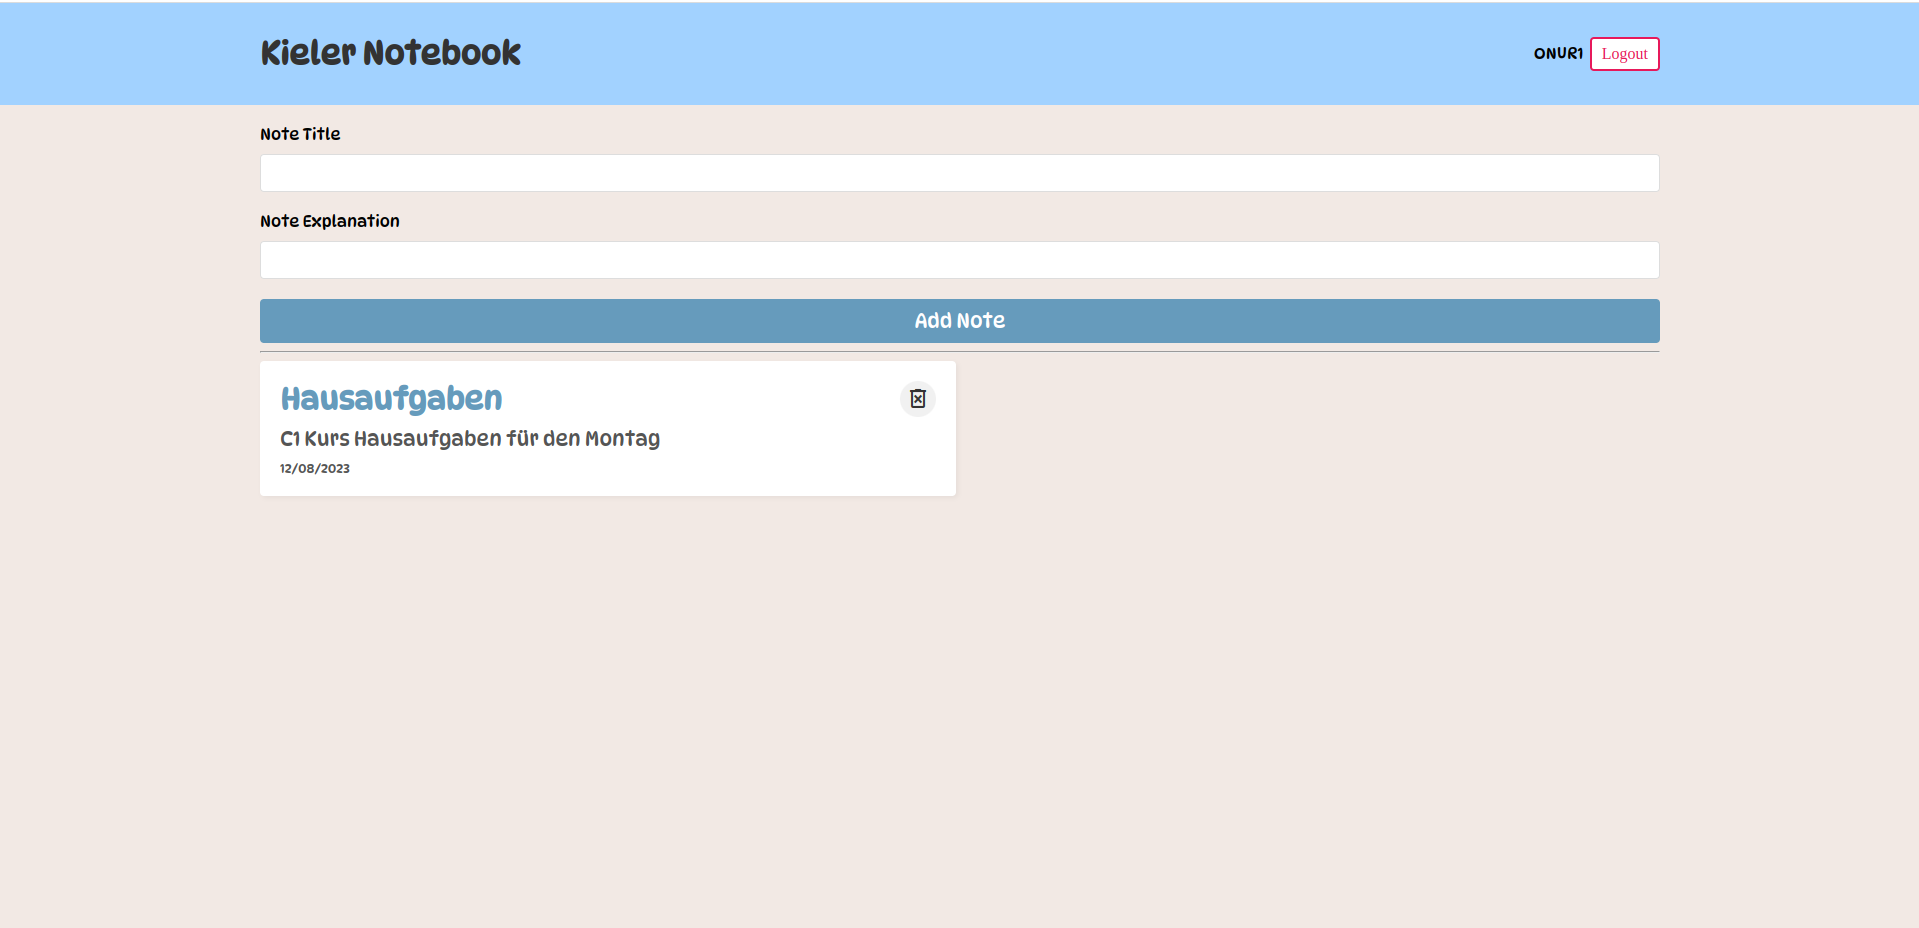 Kieler Notebook
ONUR1 Logout
Note Title
Note Explanation
Add Note
Hausaufgaben
C1 Kurs Hausaufgaben für den Montag
12/08/2023